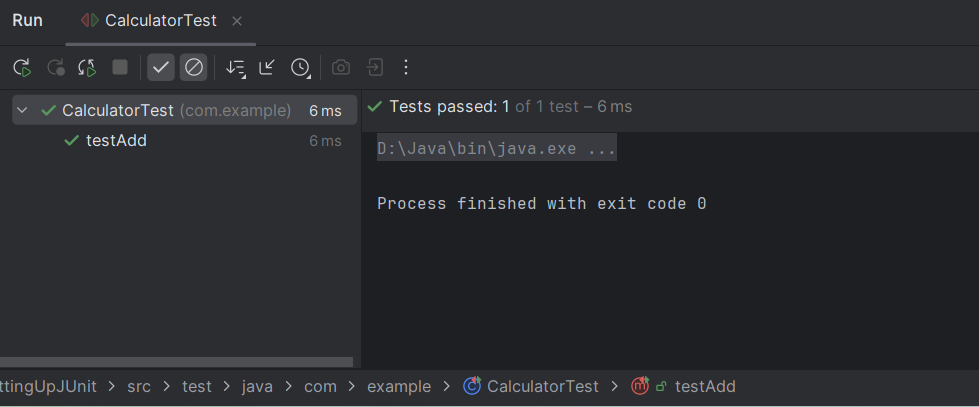 Run CalculatorTest
CalculatorTest (com.example) 6 ms
testAdd 6 ms
Tests passed: 1 of 1 test – 6 ms
D:\Java\bin\java.exe ...
Process finished with exit code 0
ttingUpJUnit > src > test > java > com > example > CalculatorTest > testAdd